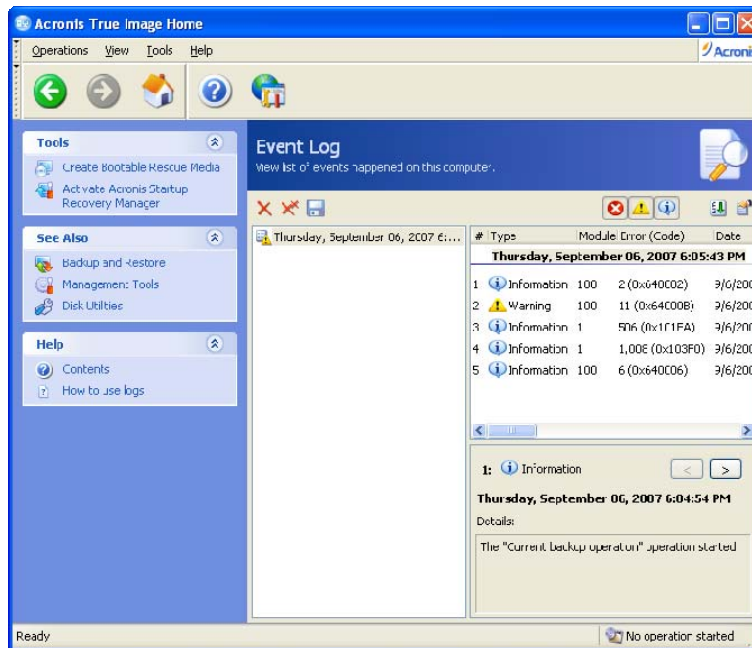 Acronis True Image Home
Operations View Tools Help
Acronis
Tools
Create Bootable Rescue Media
Activate Acronis Startup
Recovery Manager
See Also
Backup and Restore
Management Tools
Disk Utilities
Help
Contents
How to use logs
Event Log
View list of events happened on this computer.
Thursday, September 06, 2007 6:...
# Type Module Error (Code) Date
Thursday, September 06, 2007 6:05:43 PM
1 Information 100 2 (0x640002) 9/6/200
2 Warning 100 11 (0x64000B) 9/6/200
3 Information 1 506 (0x101FA) 9/6/200
4 Information 1 1,008 (0x103F0) 9/6/200
5 Information 100 6 (0x640006) 9/6/200
1: Information < >
Thursday, September 06, 2007 6:04:54 PM
Details:
The "Current backup operation" operation started
Ready
No operation started